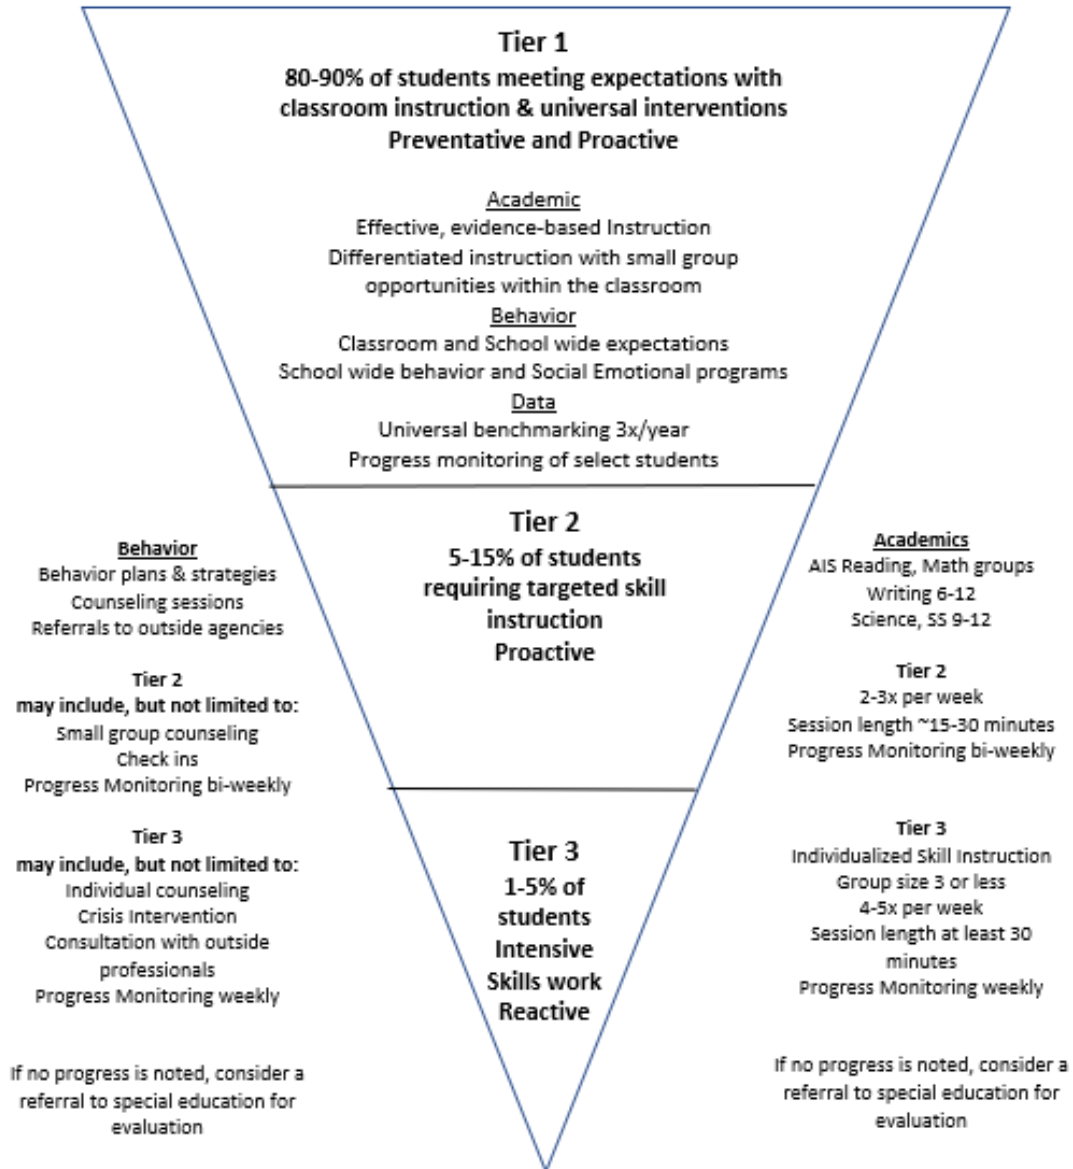 Tier 1
80-90% of students meeting expectations with
classroom instruction & universal interventions
Preventative and Proactive
Academic
Effective, evidence-based Instruction
Differentiated instruction with small group
opportunities within the classroom
Behavior
Classroom and School wide expectations
School wide behavior and Social Emotional programs
Data
Universal benchmarking 3x/year
Progress monitoring of select students
Tier 2
5-15% of students
requiring targeted skill
instruction
Proactive
Tier 3
1-5% of
students
Intensive
Skills work
Reactive
Behavior
Behavior plans & strategies
Counseling sessions
Referrals to outside agencies
Tier 2
may include, but not limited to:
Small group counseling
Check ins
Progress Monitoring bi-weekly
Tier 3
may include, but not limited to:
Individual counseling
Crisis Intervention
Consultation with outside
professionals
Progress Monitoring weekly
If no progress is noted, consider a
referral to special education for
evaluation
Academics
AIS Reading, Math groups
Writing 6-12
Science, SS 9-12
Tier 2
2-3x per week
Session length ~15-30 minutes
Progress Monitoring bi-weekly
Tier 3
Individualized Skill Instruction
Group size 3 or less
4-5x per week
Session length at least 30
minutes
Progress Monitoring weekly
If no progress is noted, consider a
referral to special education for
evaluation